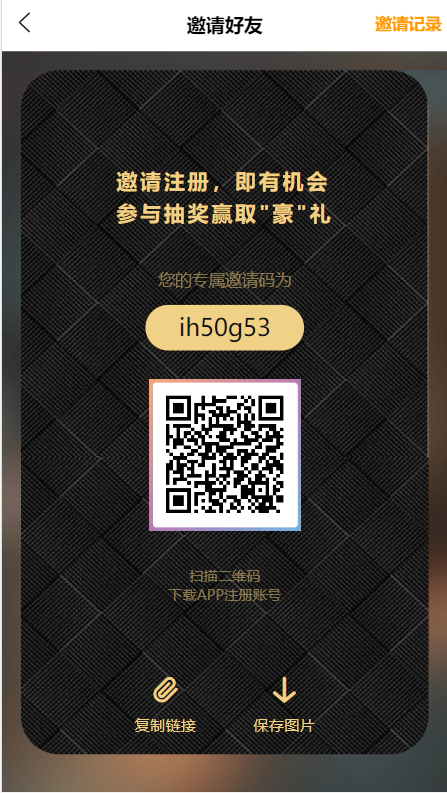 邀请好友
邀请记录
邀请注册，即有机会
参与抽奖赢取"豪"礼
您的专属邀请码为
ih50g53
扫描二维码
下载APP注册账号
复制链接
保存图片